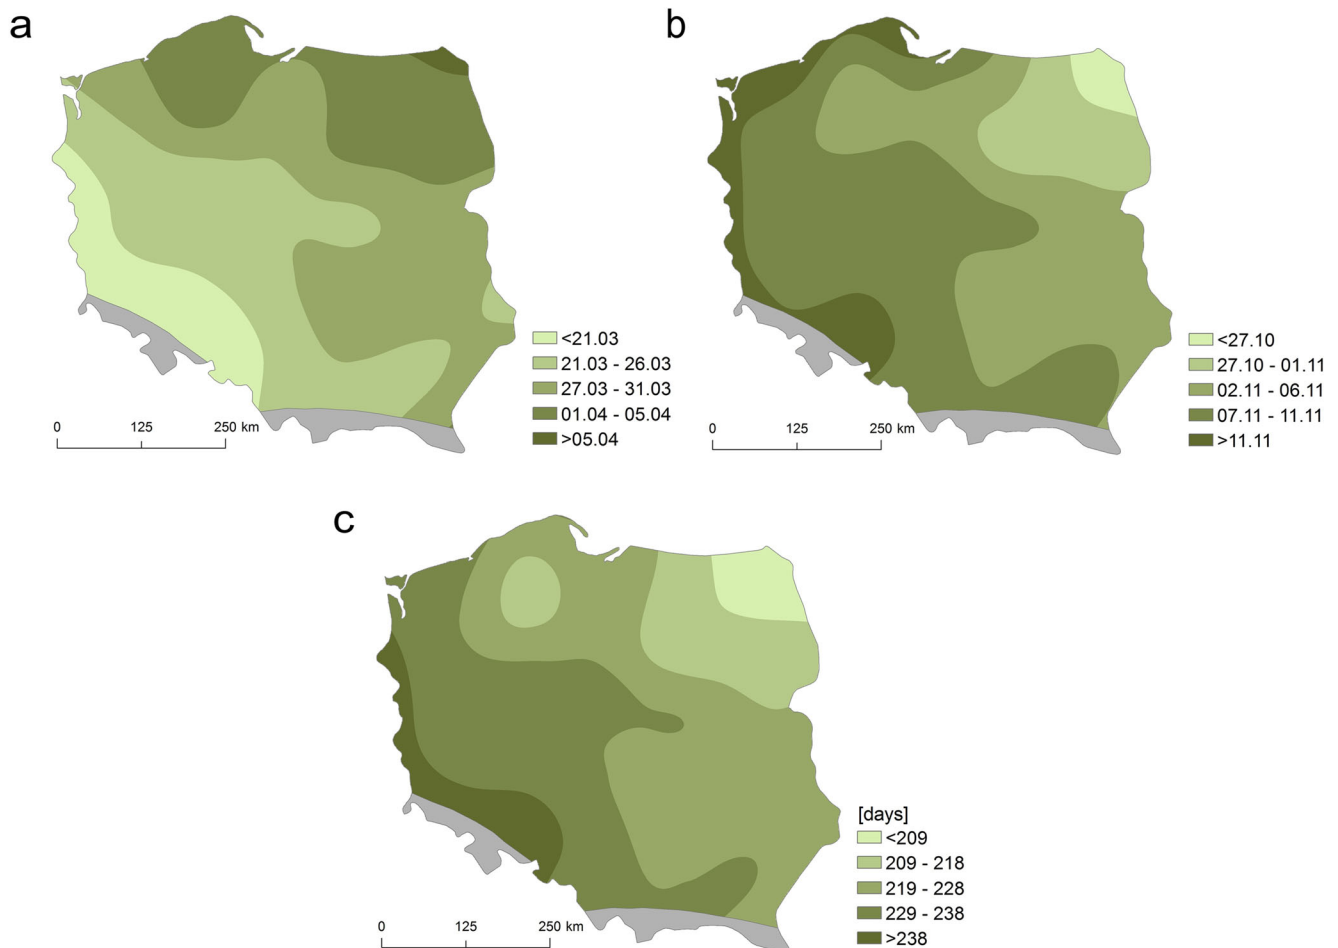 a
<21.03
21.03 - 26.03
27.03 - 31.03
01.04 - 05.04
>05.04
0 125 250 km
b
<27.10
27.10 - 01.11
02.11 - 06.11
07.11 - 11.11
>11.11
0 125 250 km
c
[days]
<209
209 - 218
219 - 228
229 - 238
>238
0 125 250 km